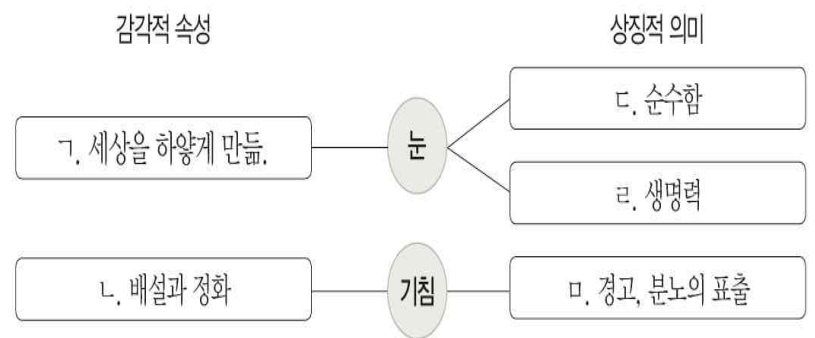 감각적 속성
상징적 의미
ㄷ. 순수함
ㄱ. 세상을 하얗게 만듦.
눈
ㄹ. 생명력
ㄴ. 배설과 정화
기침
ㅁ. 경고, 분노의 표출